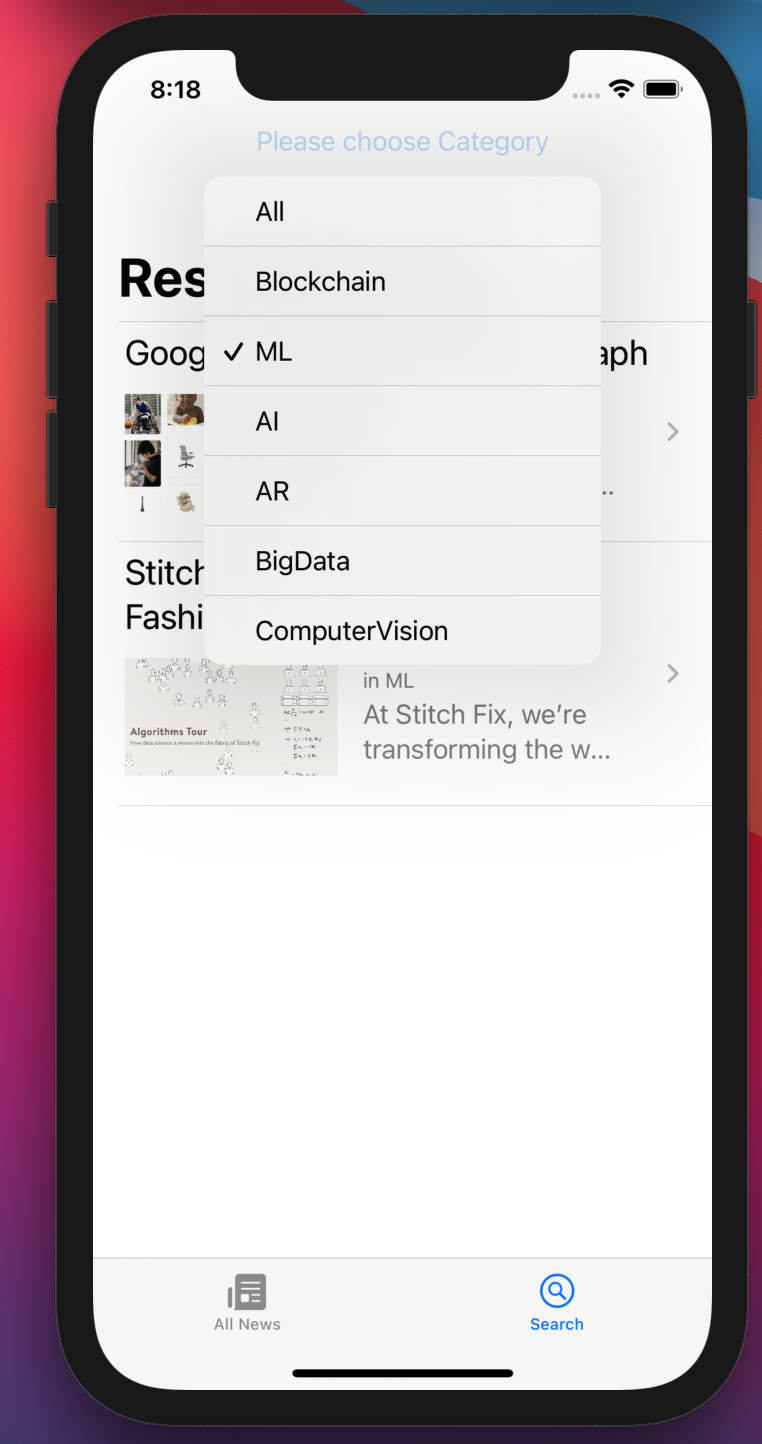 8:18
Please choose Category
All
Blockchain
Res
ML
Goog
aph
AI
AR
..
BigData
Stitch
Fashi
ComputerVision
in ML
At Stitch Fix, we’re
transforming the w...
Algorithms Tour
How data science is woven into the fabric of Stitch Fix
All News
Search